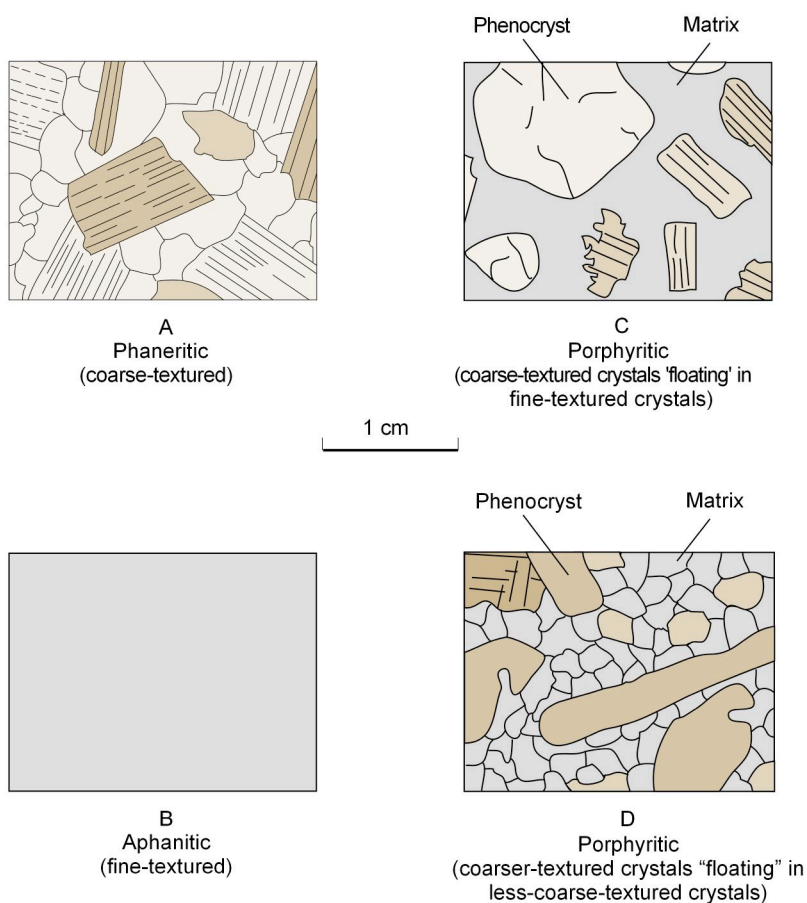 Phenocryst
Matrix
A
Phaneritic
(coarse-textured)
C
Porphyritic
(coarse-textured crystals 'floating' in
fine-textured crystals)
1 cm
Phenocryst
Matrix
B
Aphanitic
(fine-textured)
D
Porphyritic
(coarser-textured crystals “floating” in
less-coarse-textured crystals)